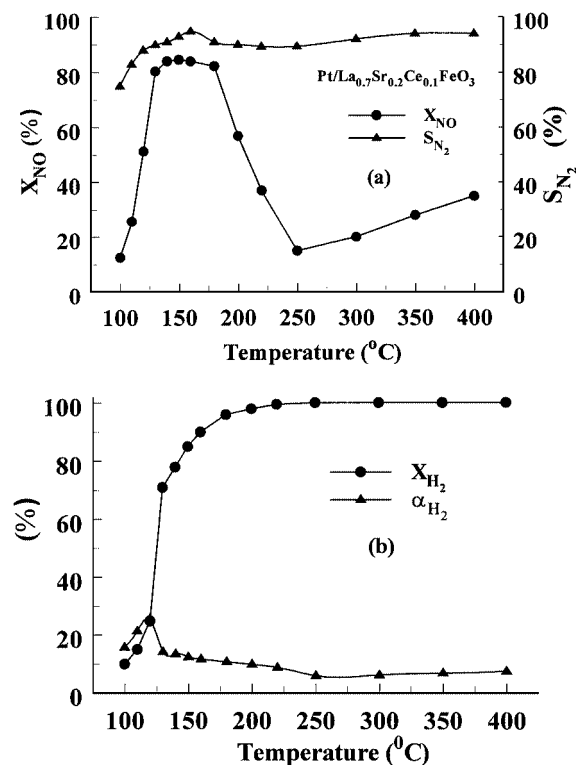 100
80
60
40
20
0
X_NO (%)
100
80
60
40
20
0
S_N₂ (%)
Pt/La₀.₇Sr₀.₂Ce₀.₁FeO₃
X_NO
S_N₂
(a)
100 150 200 250 300 350 400
Temperature (°C)
100
80
60
40
20
0
(%)
X_H₂
α_H₂
(b)
100 150 200 250 300 350 400
Temperature (°C)